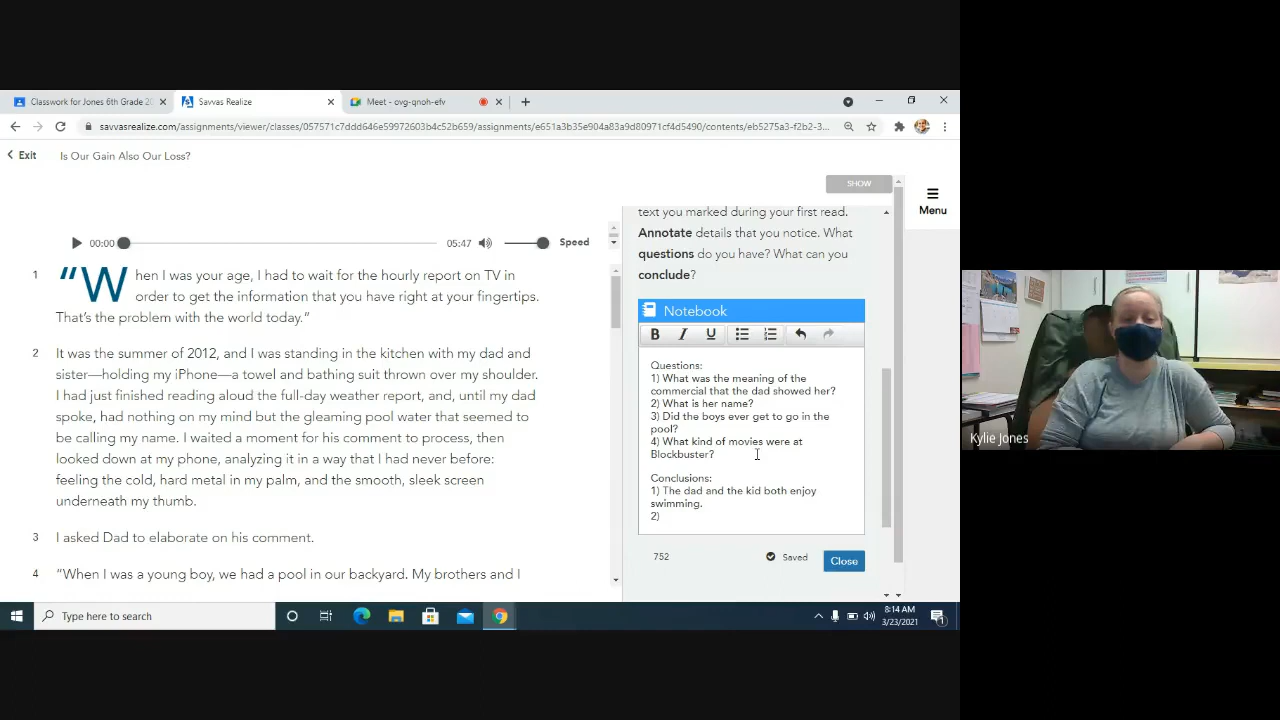 Classwork for Jones 6th Grade 2
Savvas Realize
Meet - ovg-qnoh-efv
savvasrealize.com/assignments/viewer/classes/057571c7ddd646e59972603b4c52b659/assignments/e651a3b35e904a83a9d80971cf4d5490/contents/eb5275a3-f2b2-3...
Exit
Is Our Gain Also Our Loss?
SHOW
Menu
00:00
05:47
Speed
1 “When I was your age, I had to wait for the hourly report on TV in
order to get the information that you have right at your fingertips.
That’s the problem with the world today.”
2 It was the summer of 2012, and I was standing in the kitchen with my dad and
sister—holding my iPhone—a towel and bathing suit thrown over my shoulder.
I had just finished reading aloud the full-day weather report, and, until my dad
spoke, had nothing on my mind but the gleaming pool water that seemed to
be calling my name. I waited a moment for his comment to process, then
looked down at my phone, analyzing it in a way that I had never before:
feeling the cold, hard metal in my palm, and the smooth, sleek screen
underneath my thumb.
3 I asked Dad to elaborate on his comment.
4 “When I was a young boy, we had a pool in our backyard. My brothers and I
text you marked during your first read.
Annotate details that you notice. What
questions do you have? What can you
conclude?
Notebook
B I U
Questions:
1) What was the meaning of the
commercial that the dad showed her?
2) What is her name?
3) Did the boys ever get to go in the
pool?
4) What kind of movies were at
Blockbuster?
Conclusions:
1) The dad and the kid both enjoy
swimming.
2)
752
Saved
Close
Type here to search
8:14 AM
3/23/2021
1
Kylie Jones